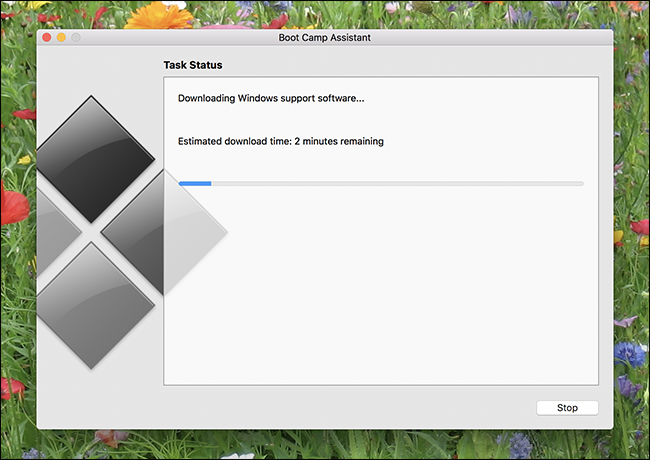 Boot Camp Assistant
Task Status
Downloading Windows support software...
Estimated download time: 2 minutes remaining
Stop